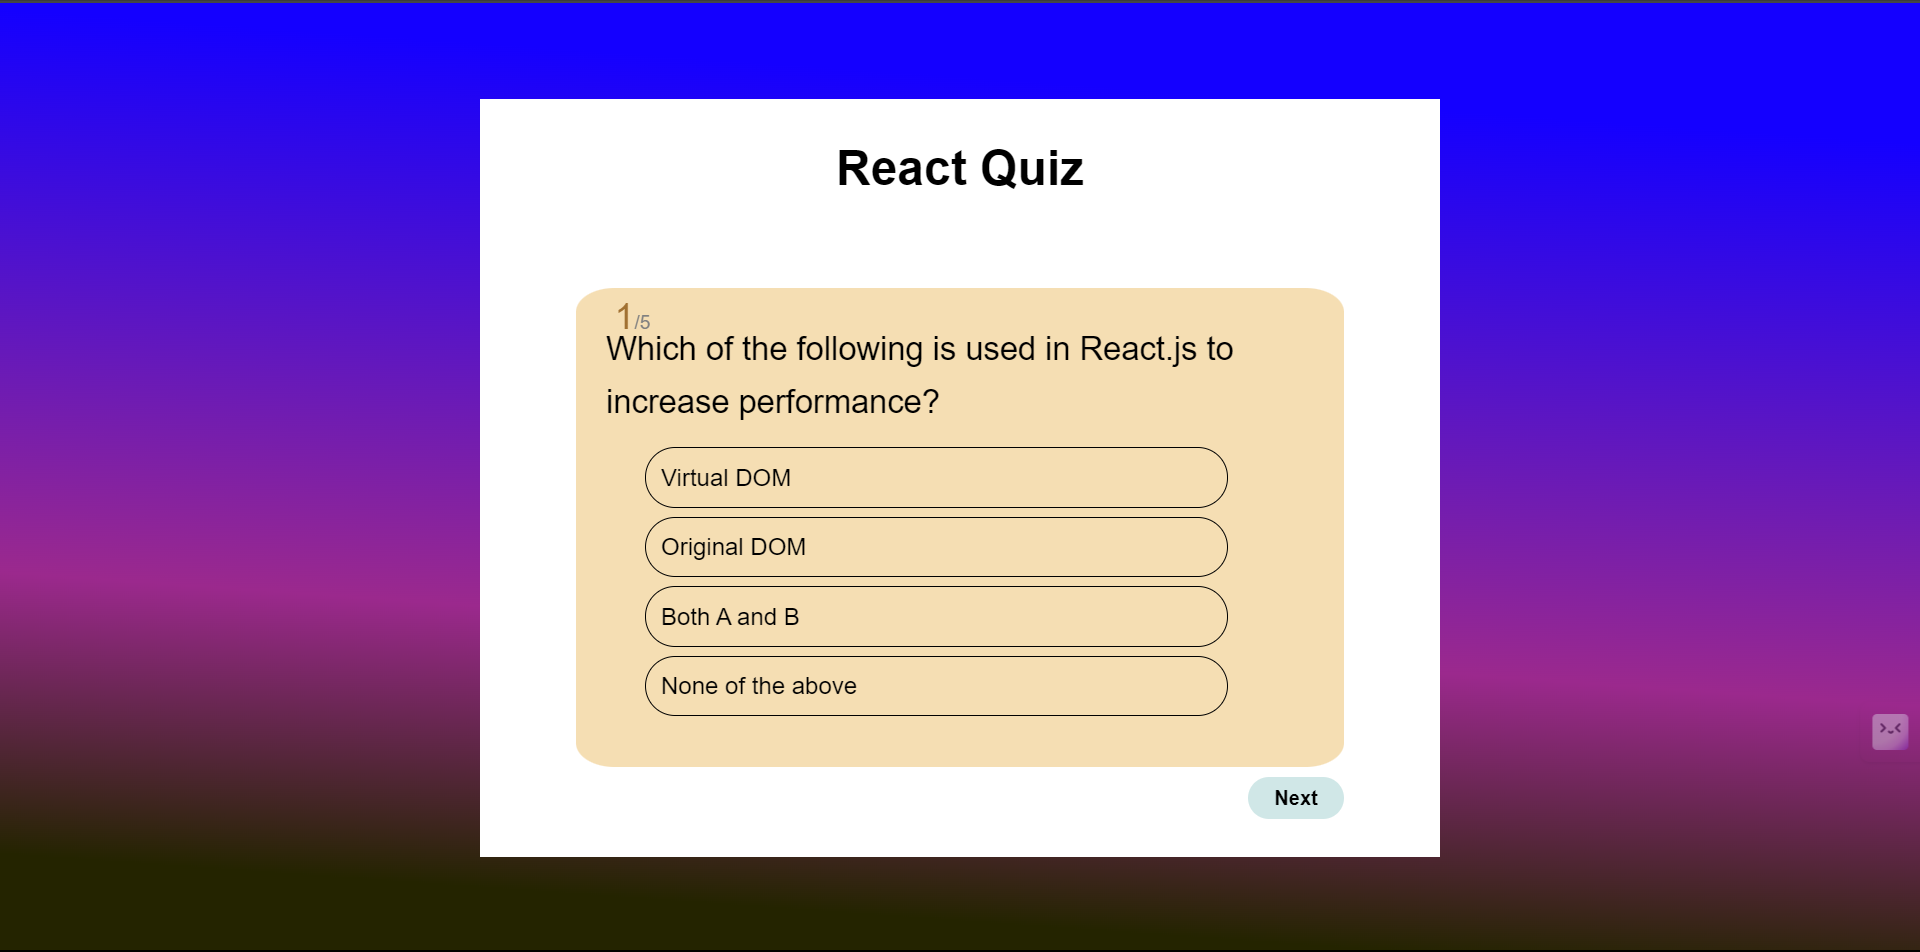 React Quiz
1/5
Which of the following is used in React.js to
increase performance?
Virtual DOM
Original DOM
Both A and B
None of the above
Next